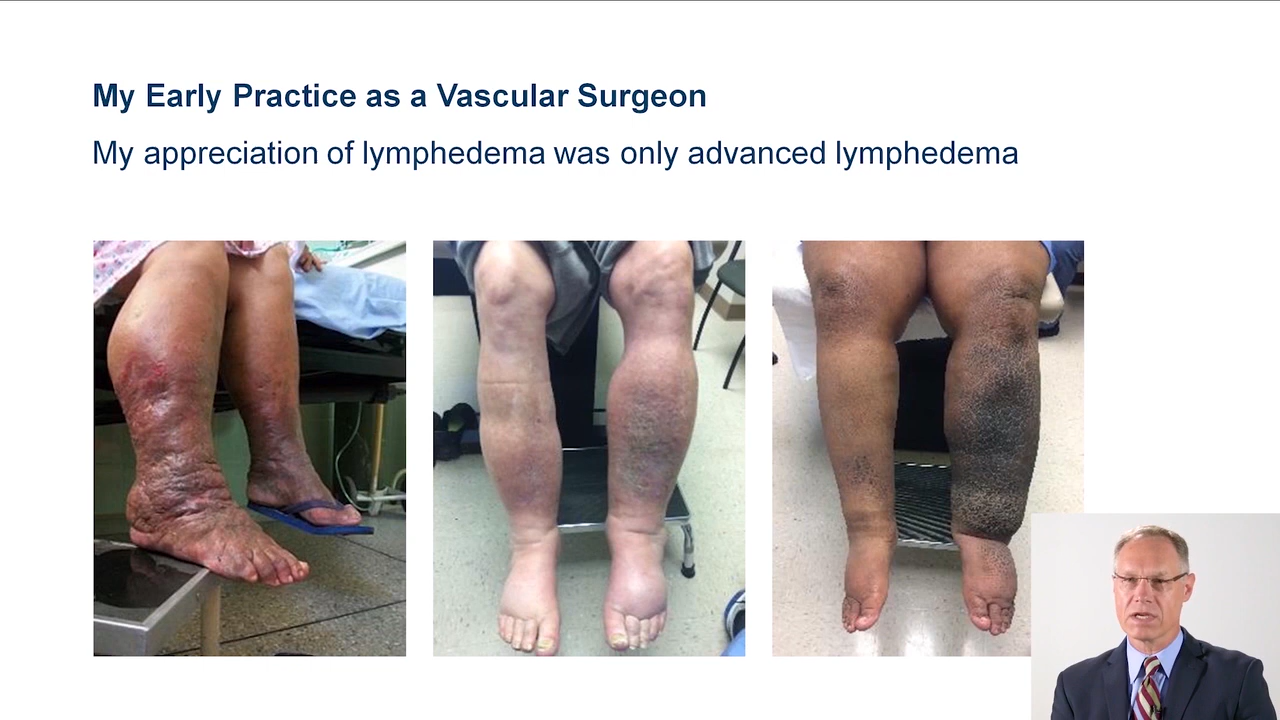 My Early Practice as a Vascular Surgeon
My appreciation of lymphedema was only advanced lymphedema